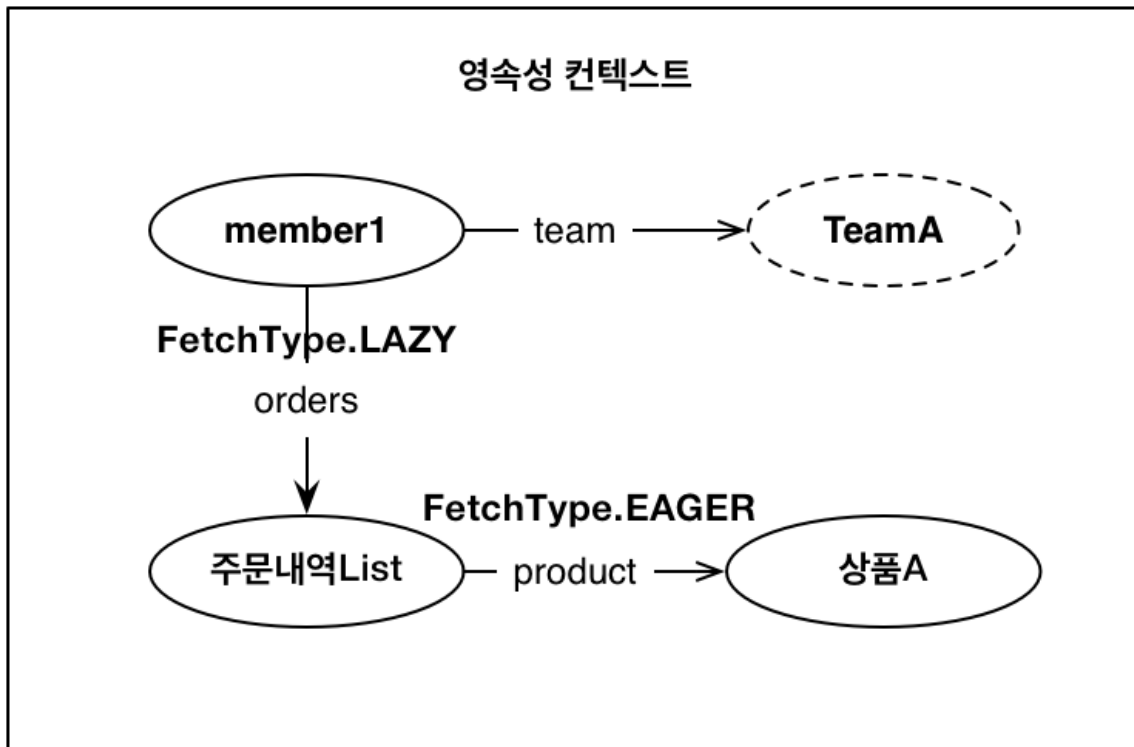 영속성 컨텍스트
member1
team
TeamA
FetchType.LAZY
orders
FetchType.EAGER
주문내역List
product
상품A